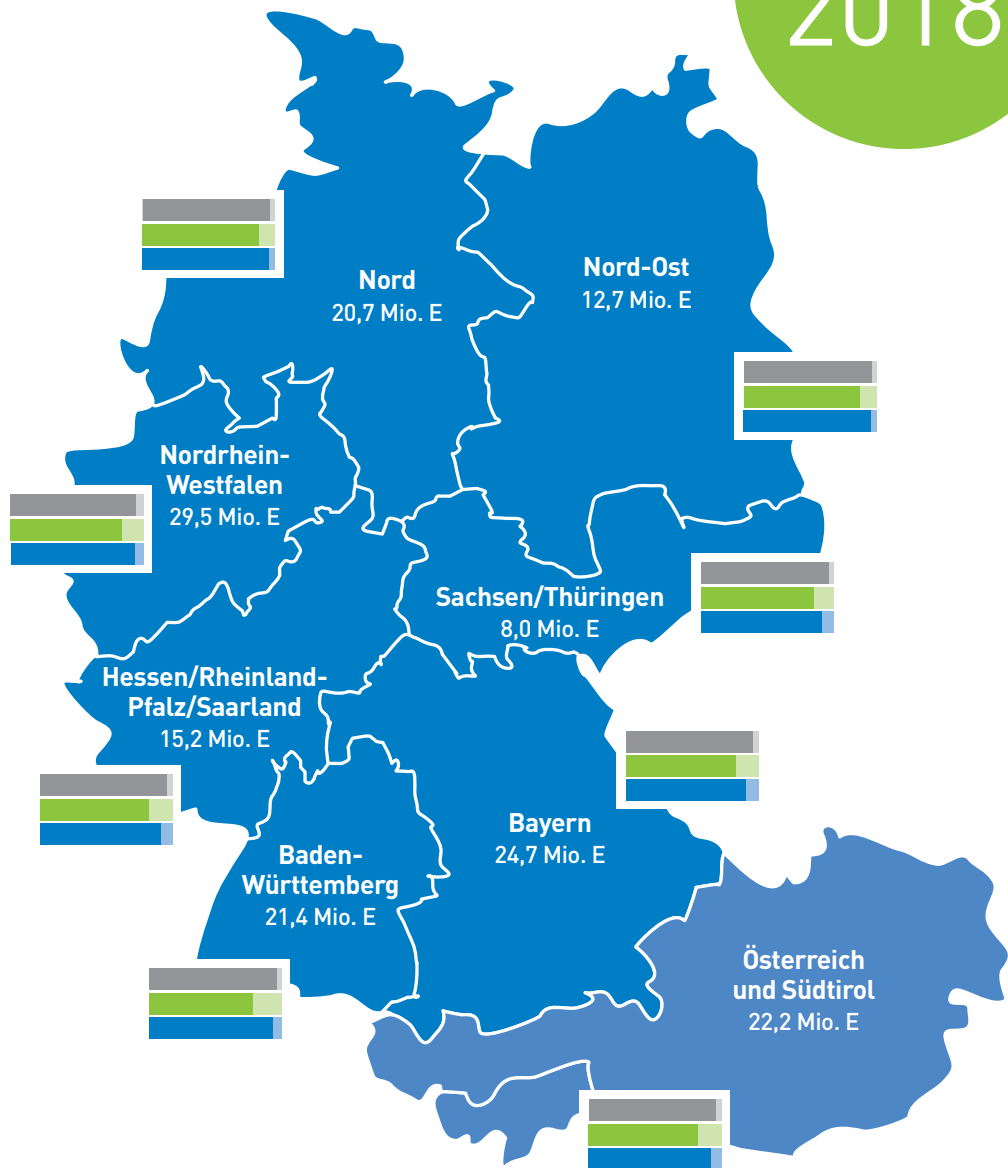 2018
Nord
20,7 Mio. E
Nord-Ost
12,7 Mio. E
Nordrhein-
Westfalen
29,5 Mio. E
Sachsen/Thüringen
8,0 Mio. E
Hessen/Rheinland-
Pfalz/Saarland
15,2 Mio. E
Bayern
24,7 Mio. E
Baden-
Württemberg
21,4 Mio. E
Österreich
und Südtirol
22,2 Mio. E